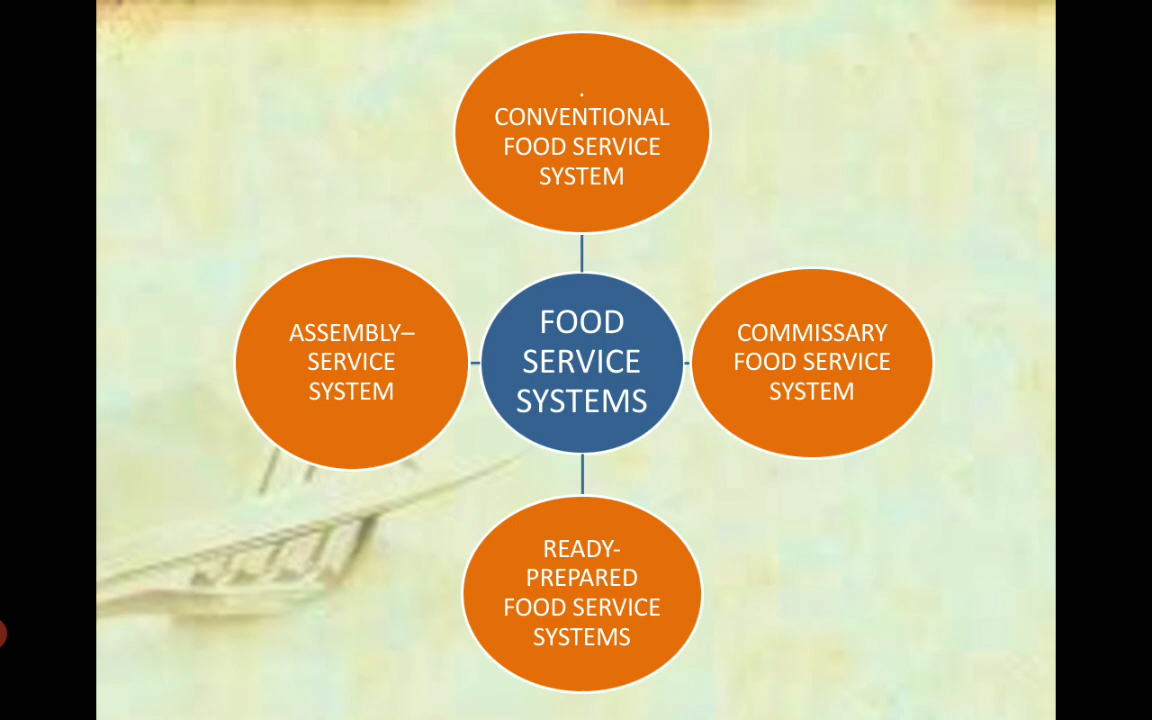 .
CONVENTIONAL
FOOD SERVICE
SYSTEM
ASSEMBLY–
SERVICE
SYSTEM
FOOD
SERVICE
SYSTEMS
COMMISSARY
FOOD SERVICE
SYSTEM
READY-
PREPARED
FOOD SERVICE
SYSTEMS